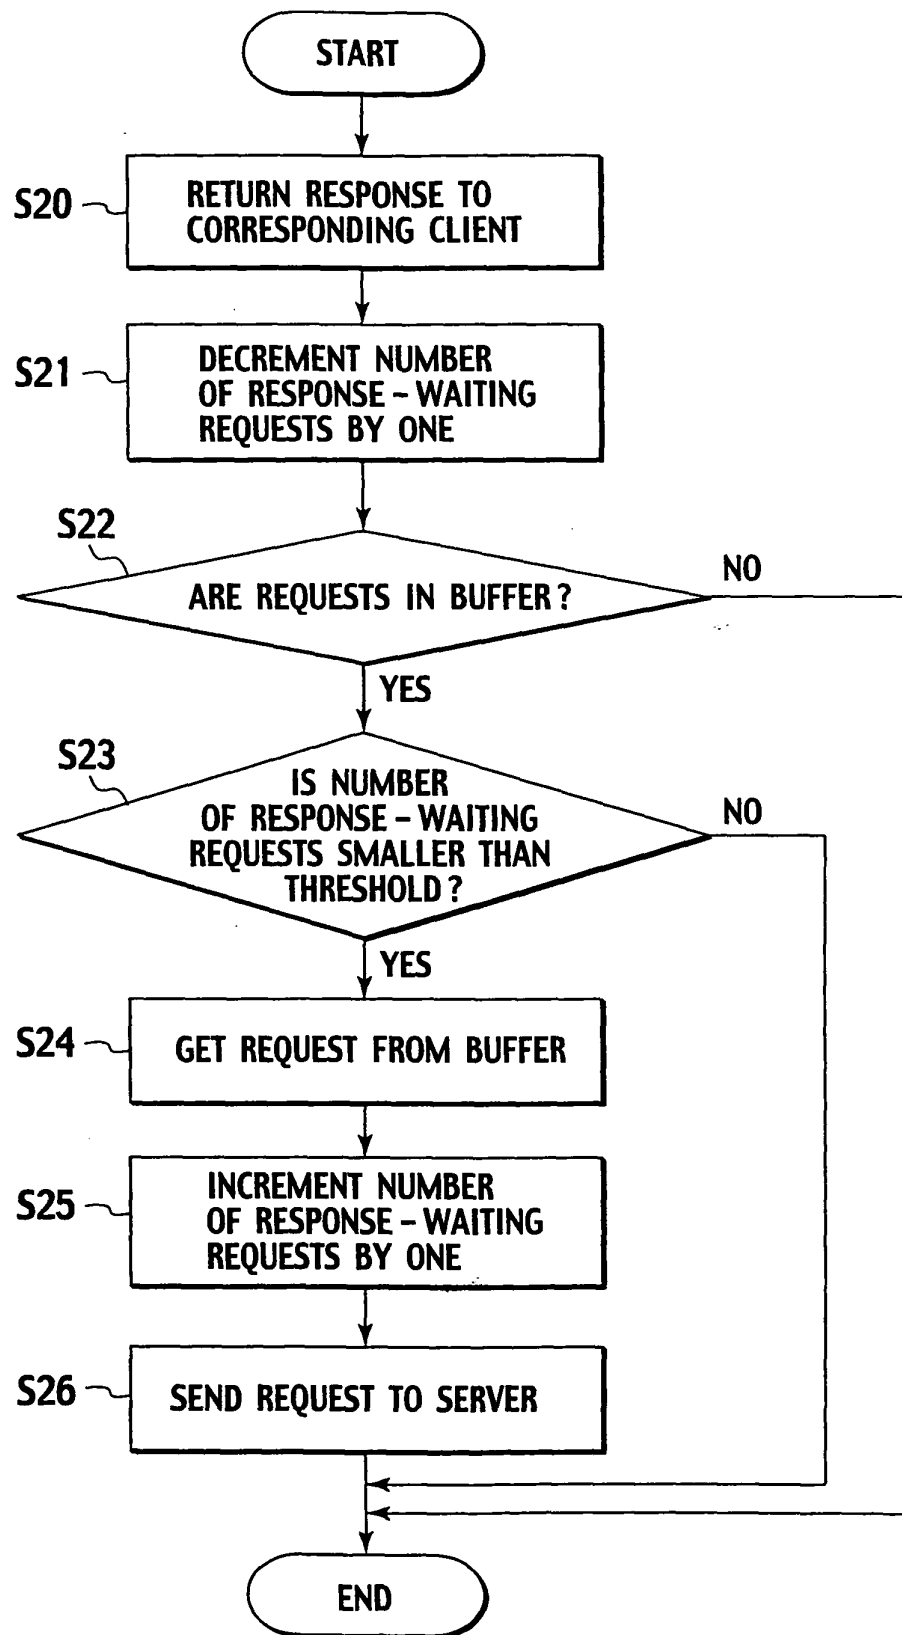 START
S20
RETURN RESPONSE TO
CORRESPONDING CLIENT
S21
DECREMENT NUMBER
OF RESPONSE-WAITING
REQUESTS BY ONE
S22
ARE REQUESTS IN BUFFER?
NO
YES
S23
IS NUMBER
OF RESPONSE-WAITING
REQUESTS SMALLER THAN
THRESHOLD?
NO
YES
S24
GET REQUEST FROM BUFFER
S25
INCREMENT NUMBER
OF RESPONSE-WAITING
REQUESTS BY ONE
S26
SEND REQUEST TO SERVER
END